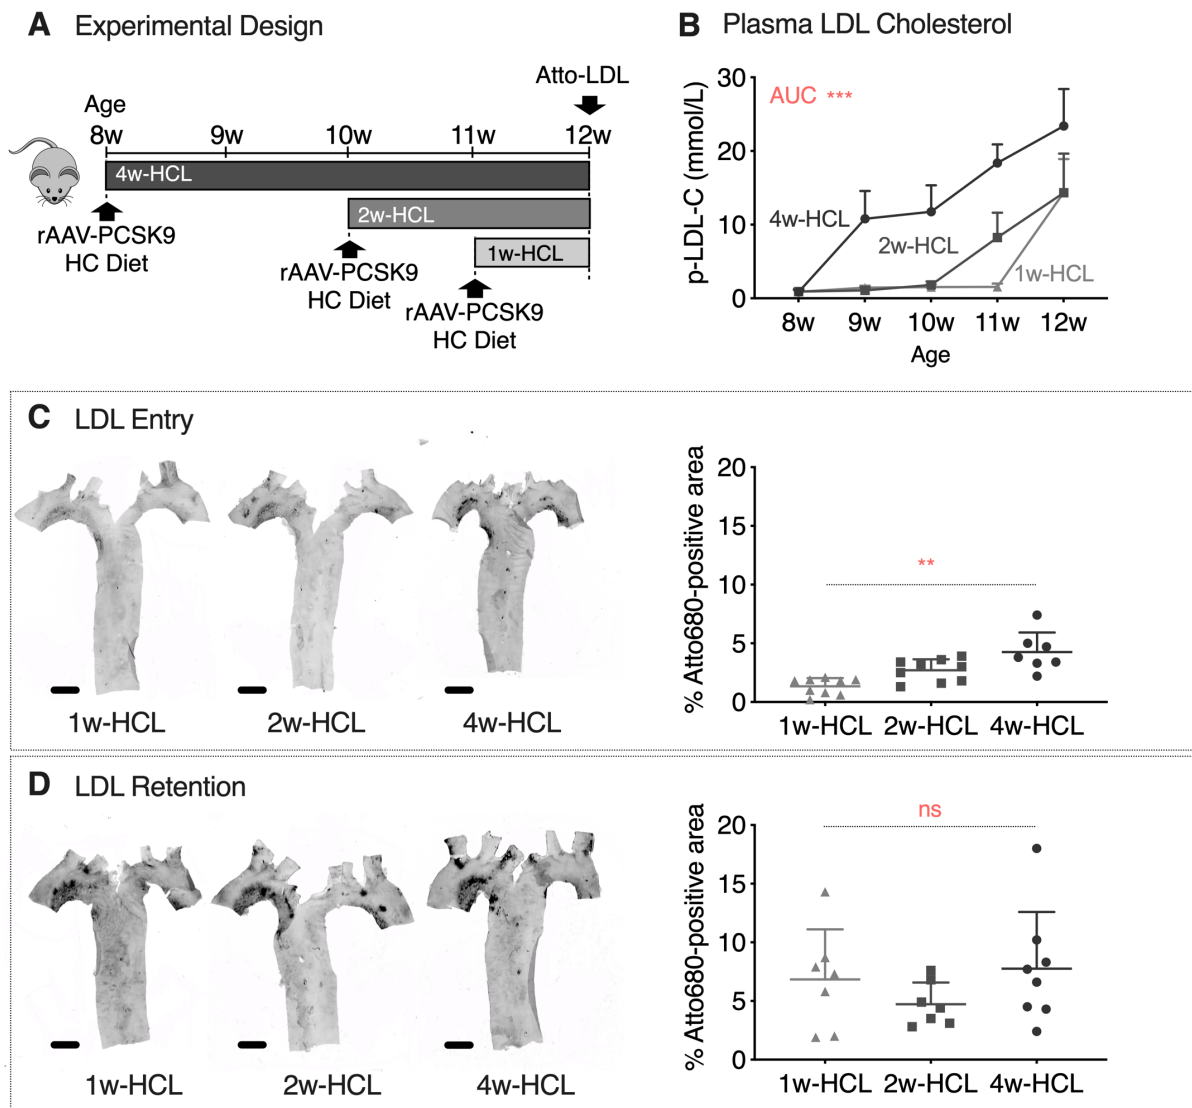 A Experimental Design
Atto-LDL
Age
8w 9w 10w 11w 12w
4w-HCL
2w-HCL
1w-HCL
rAAV-PCSK9
HC Diet
rAAV-PCSK9
HC Diet
rAAV-PCSK9
HC Diet
B Plasma LDL Cholesterol
p-LDL-C (mmol/L)
30
20
10
0
AUC ***
4w-HCL
2w-HCL
1w-HCL
8w 9w 10w 11w 12w
Age
C LDL Entry
1w-HCL 2w-HCL 4w-HCL
% Atto680-positive area
20
15
10
5
0
**
1w-HCL 2w-HCL 4w-HCL
D LDL Retention
1w-HCL 2w-HCL 4w-HCL
% Atto680-positive area
20
15
10
5
0
ns
1w-HCL 2w-HCL 4w-HCL